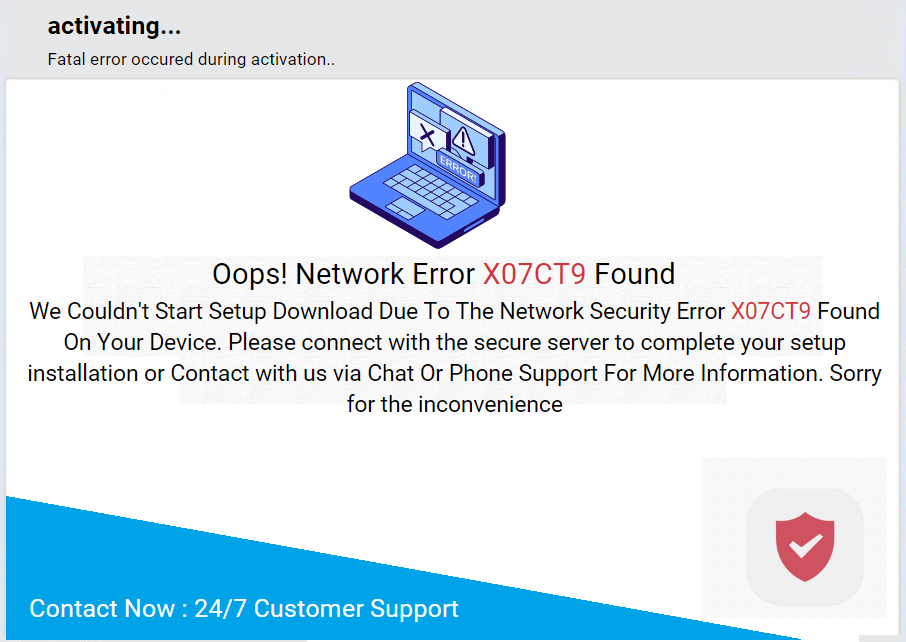 activating...
Fatal error occured during activation..
ERROR!
Oops! Network Error X07CT9 Found
We Couldn't Start Setup Download Due To The Network Security Error X07CT9 Found
On Your Device. Please connect with the secure server to complete your setup
installation or Contact with us via Chat Or Phone Support For More Information. Sorry
for the inconvenience
Contact Now : 24/7 Customer Support